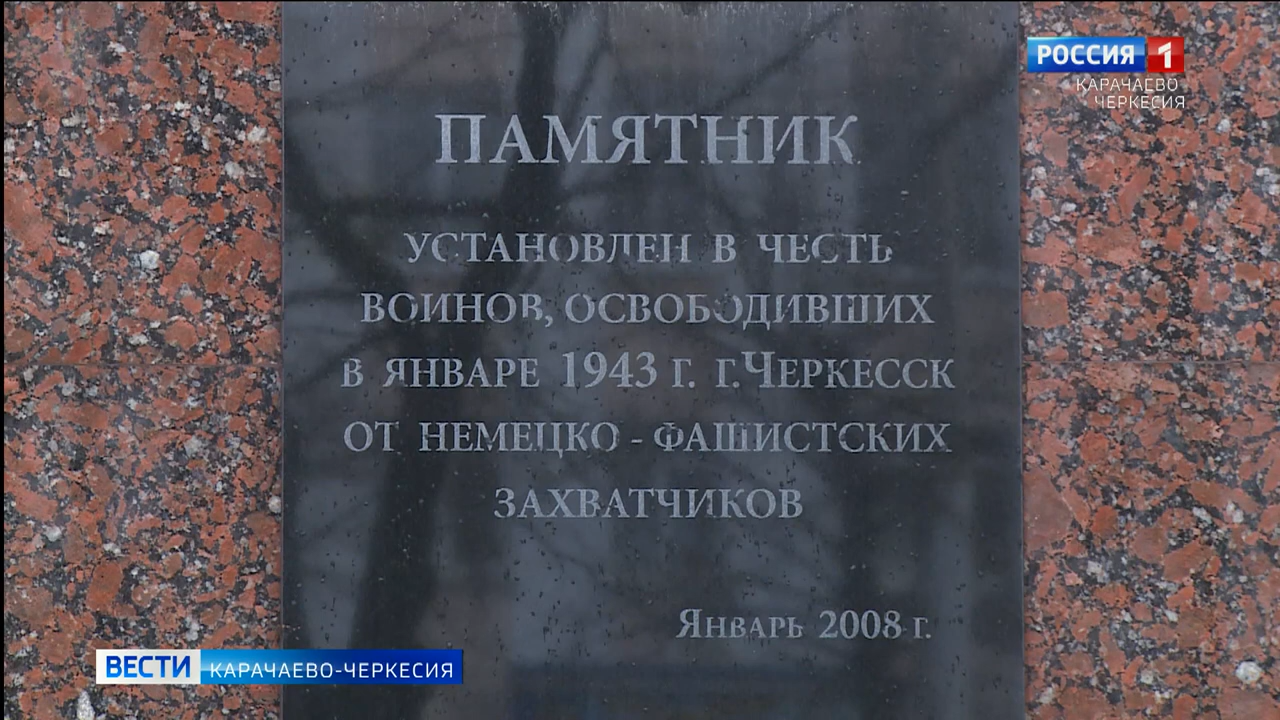 РОССИЯ 1
КАРАЧАЕВО
ЧЕРКЕСИЯ
ПАМЯТНИК
УСТАНОВЛЕН В ЧЕСТЬ
ВОИНОВ, ОСВОБОДИВШИХ
В ЯНВАРЕ 1943 Г. Г. ЧЕРКЕССК
ОТ НЕМЕЦКО - ФАШИСТСКИХ
ЗАХВАТЧИКОВ
ЯНВАРЬ 2008 Г.
ВЕСТИ КАРАЧАЕВО-ЧЕРКЕСИЯ